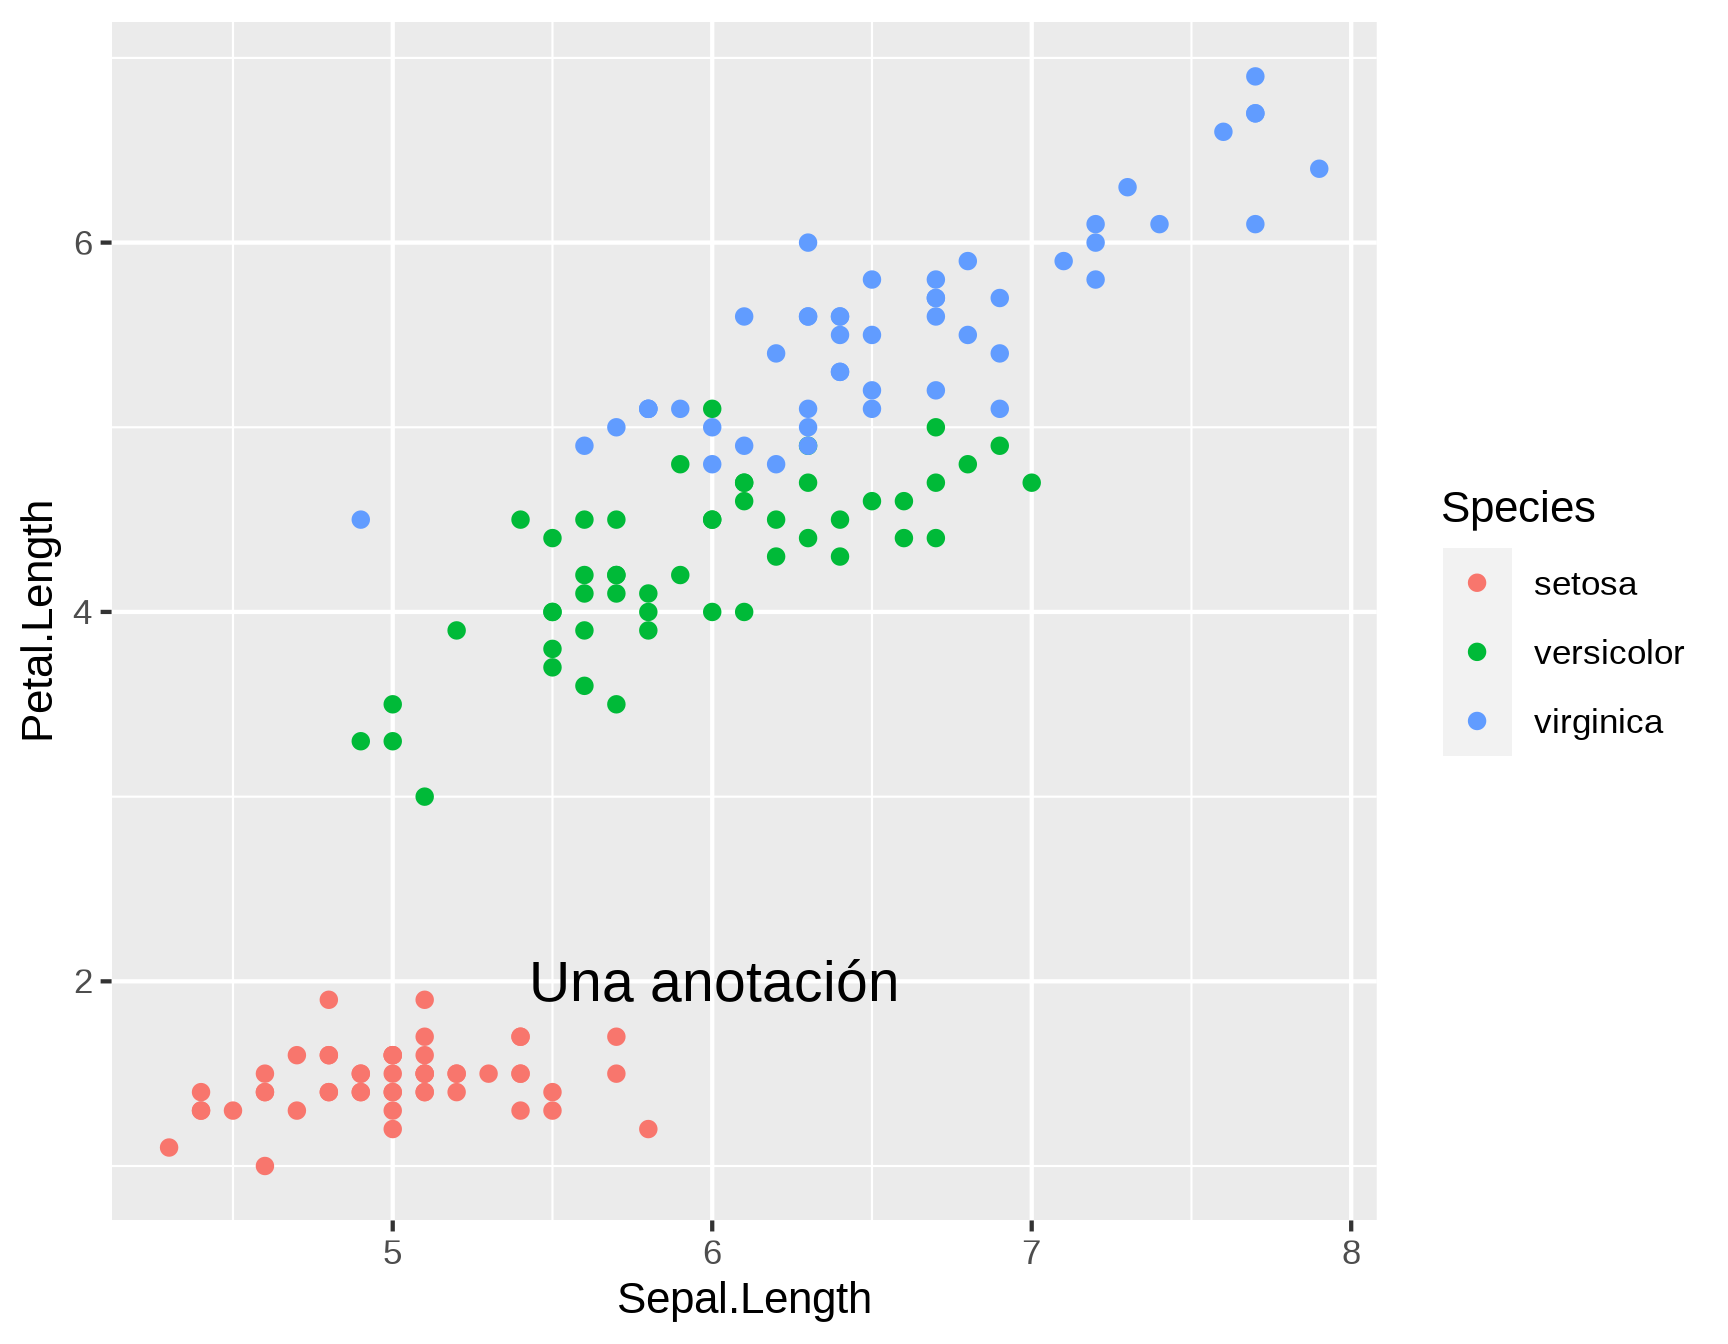 6
4
2
Petal.Length
Una anotación
5 6 7 8
Sepal.Length
Species
setosa
versicolor
virginica